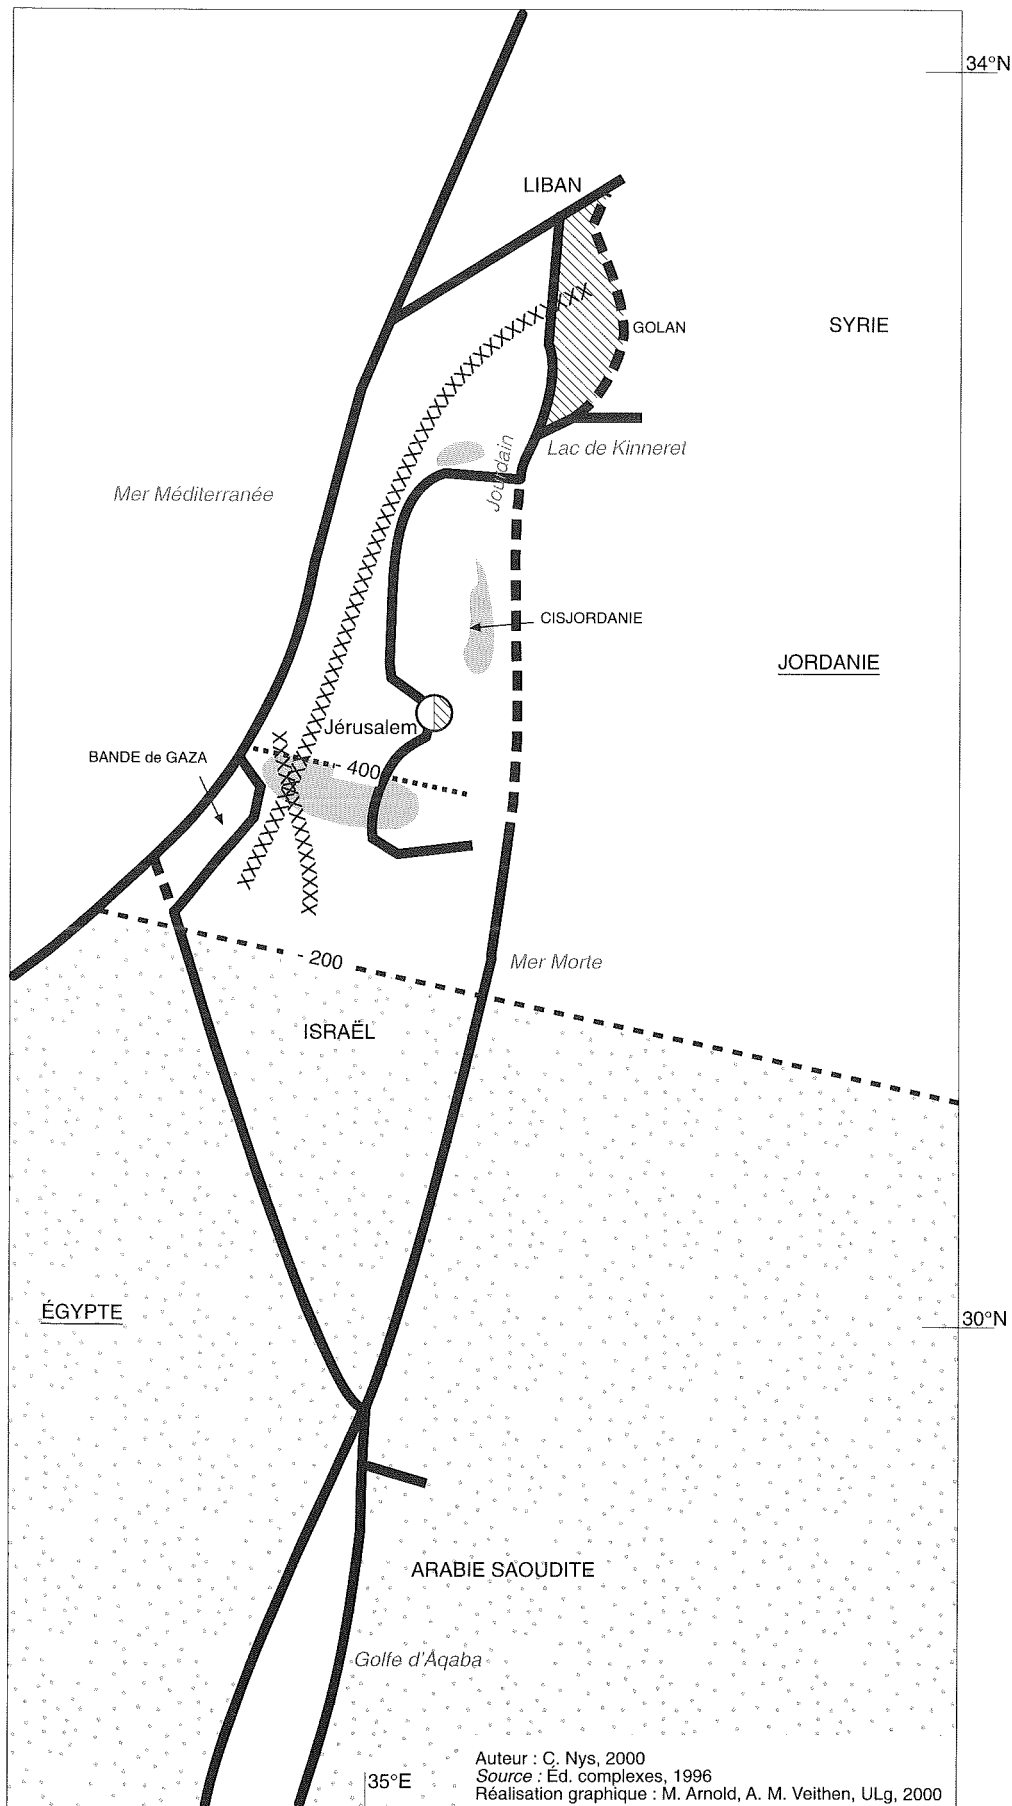 34°N
LIBAN
GOLAN
SYRIE
Lac de Kinneret
Jourdain
Mer Méditerranée
CISJORDANIE
JORDANIE
Jérusalem
BANDE de GAZA
- 400
- 200
Mer Morte
ISRAËL
ÉGYPTE
30°N
ARABIE SAOUDITE
Golfe d'Aqaba
35°E
Auteur : C. Nys, 2000
Source : Éd. complexes, 1996
Réalisation graphique : M. Arnold, A. M. Veithen, ULg, 2000